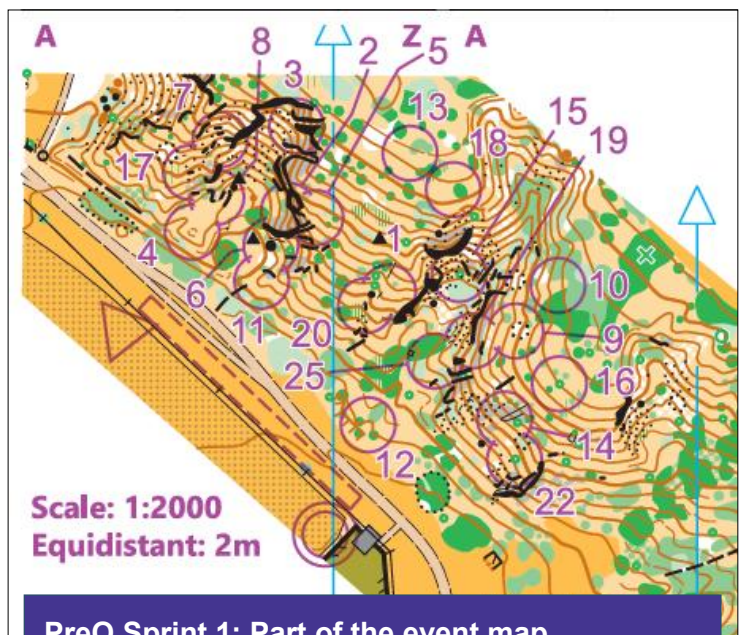 A Z A
8 3 2 5
7 13 15
17 18 19
4 1
6 10
11 20 9
25 16
12 14
22
Scale: 1:2000
Equidistant: 2m
PreO Sprint 1: Part of the event map